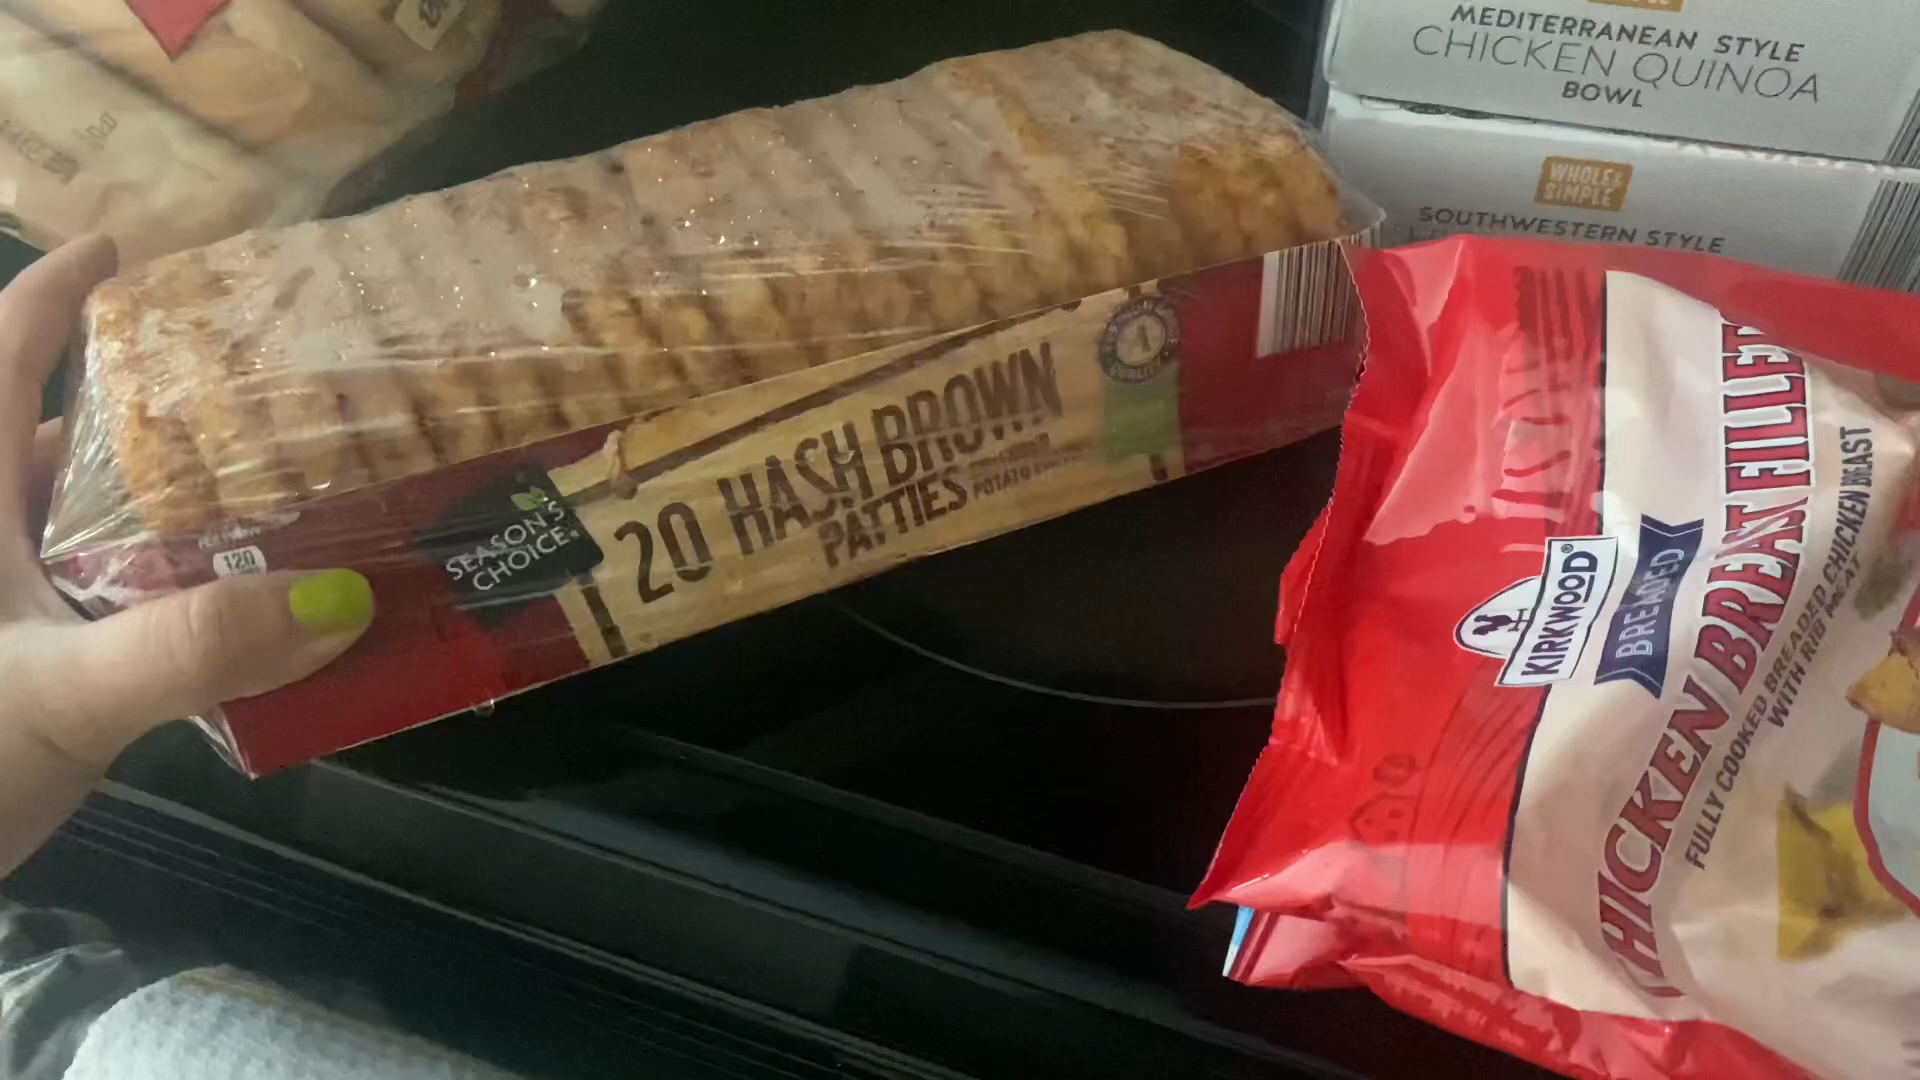 MEDITERRANEAN STYLE
CHICKEN QUINOA
BOWL
WHOLE &
SIMPLE
SOUTHWESTERN STYLE
120
SEASON'S
CHOICE
20 HASH BROWN
PATTIES
POTATO
KIRKWOOD®
BREADED
CHICKEN BREAST FILLETS
FULLY COOKED BREADED CHICKEN BREAST
WITH RIB MEAT